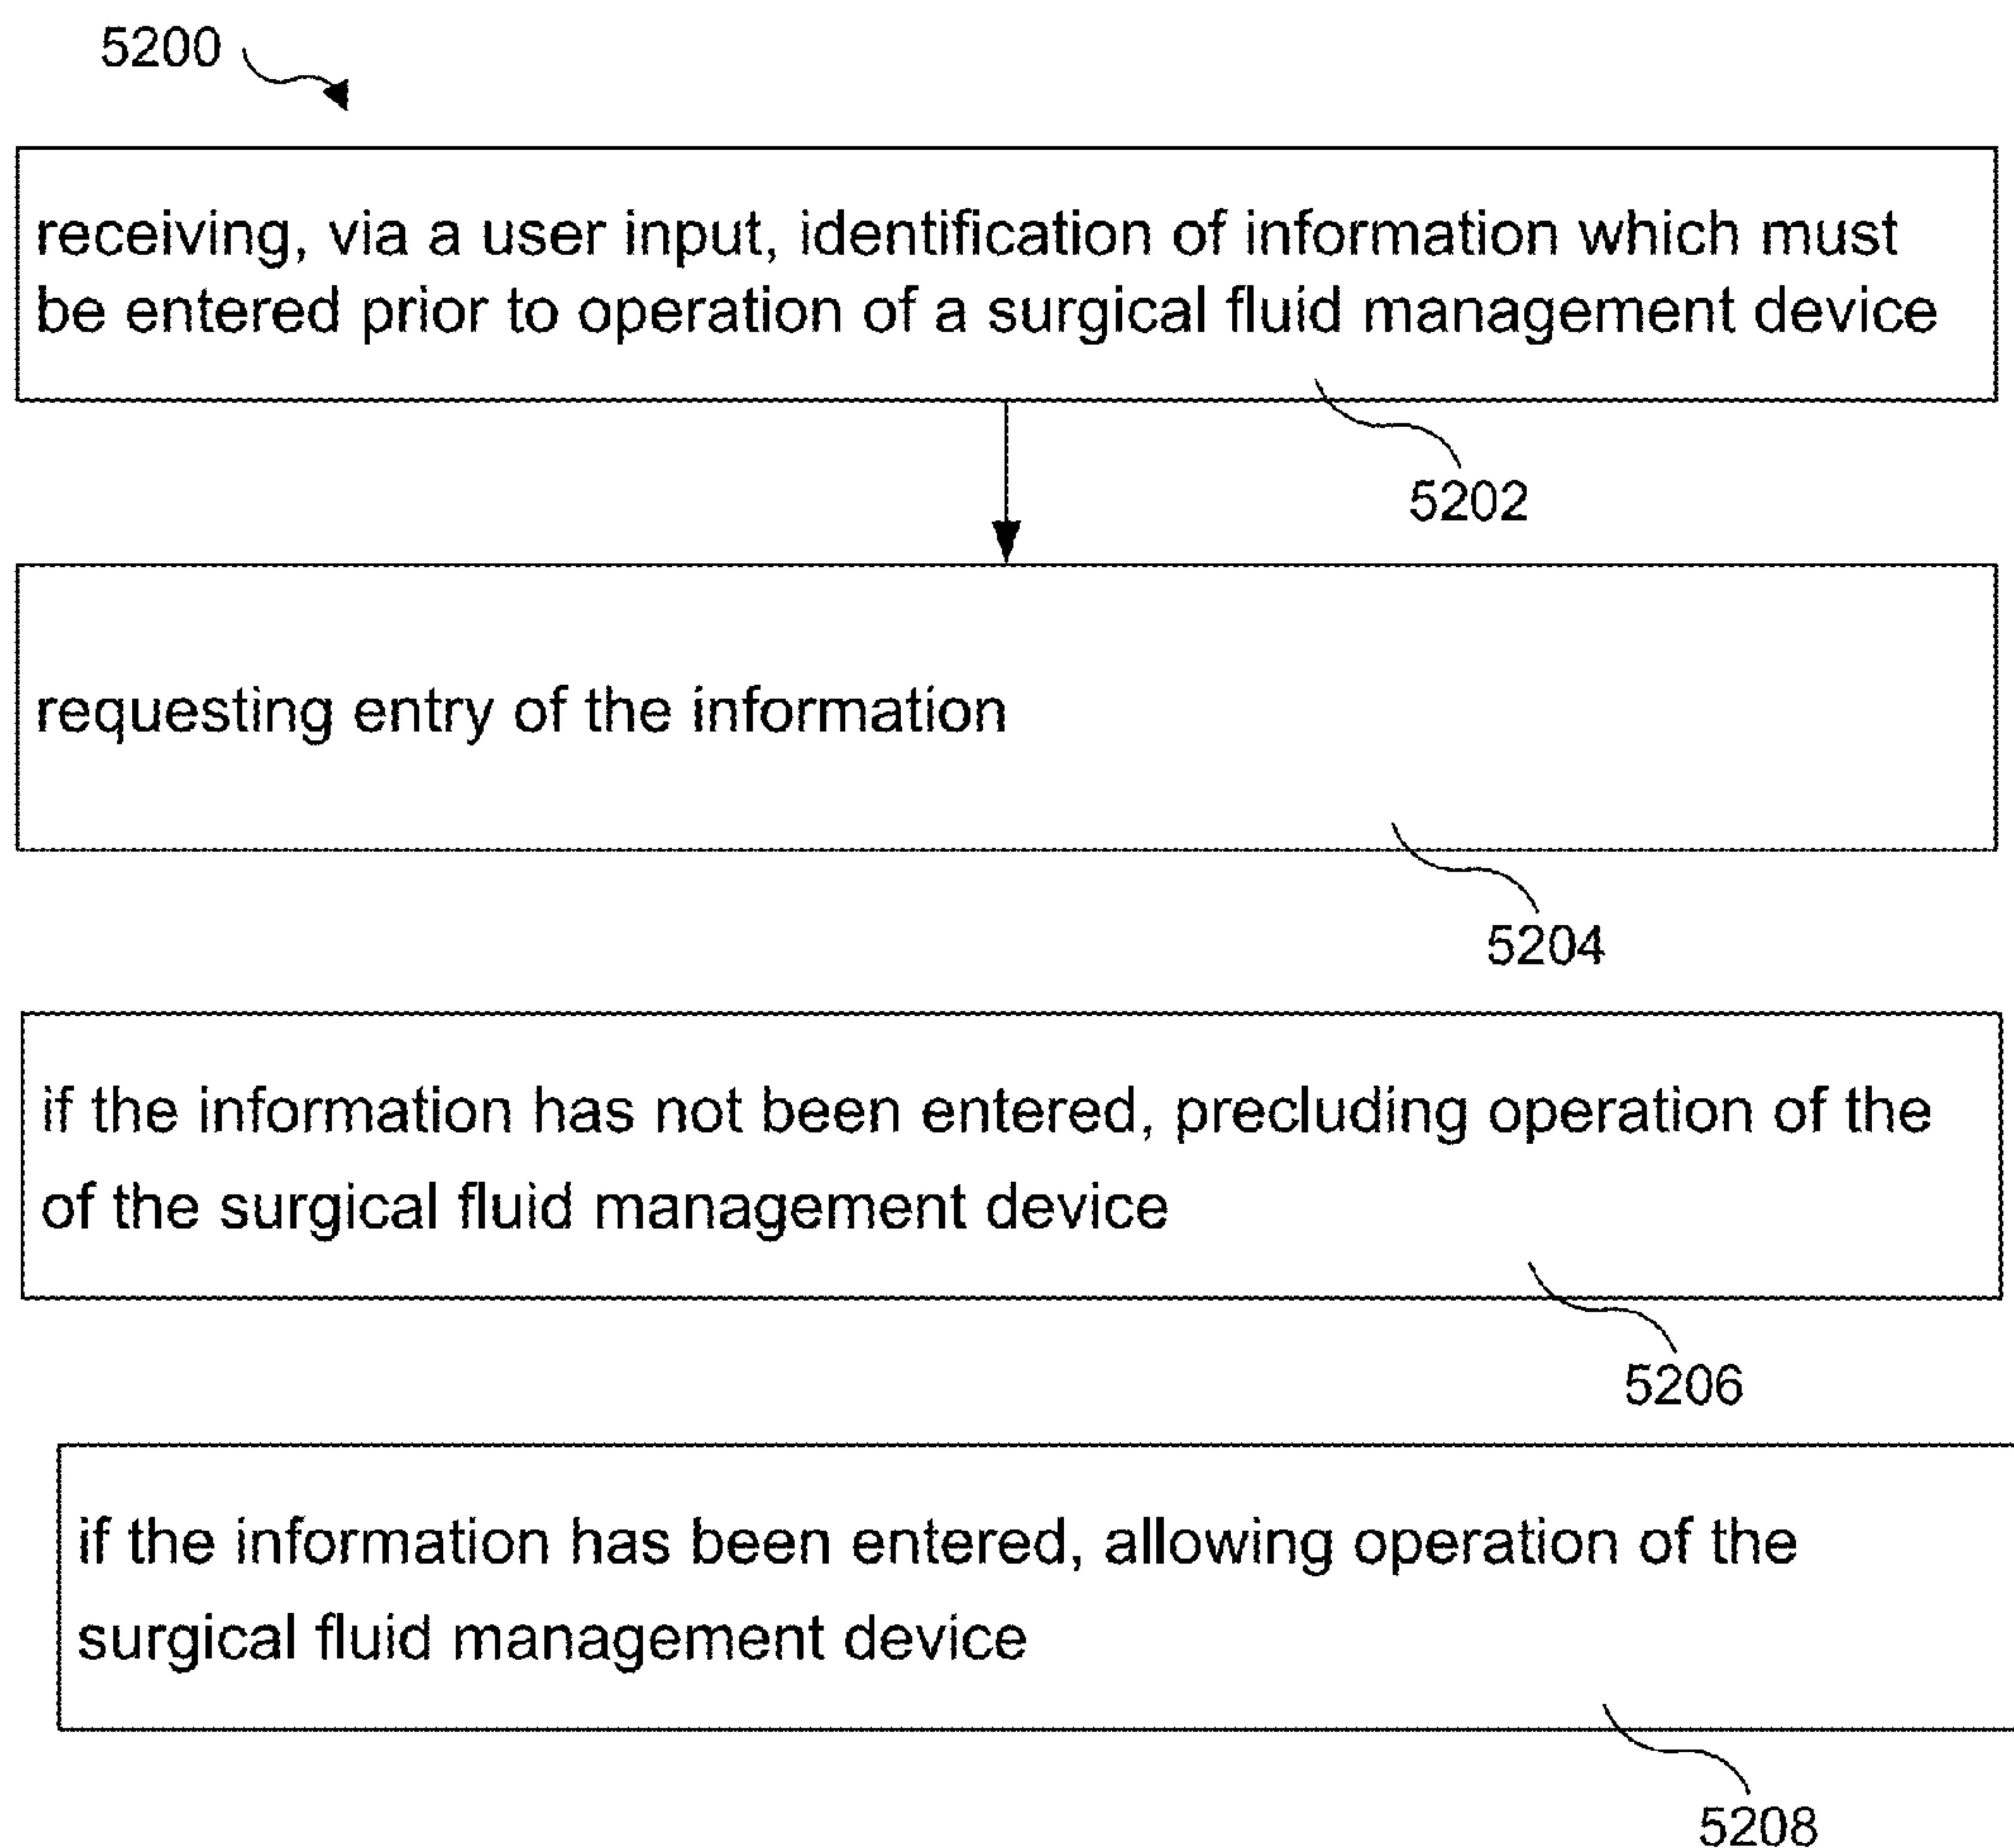 5200
receiving, via a user input, identification of information which must
be entered prior to operation of a surgical fluid management device
5202
requesting entry of the information
5204
if the information has not been entered, precluding operation of the
of the surgical fluid management device
5206
if the information has been entered, allowing operation of the
surgical fluid management device
5208